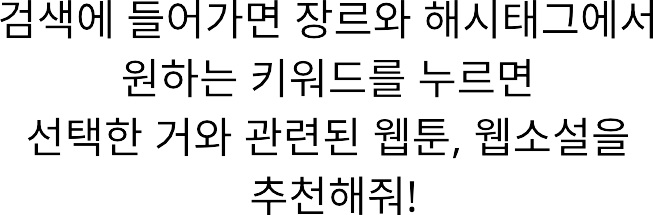 검색에 들어가면 장르와 해시태그에서
원하는 키워드를 누르면
선택한 거와 관련된 웹툰, 웹소설을
추천해줘!